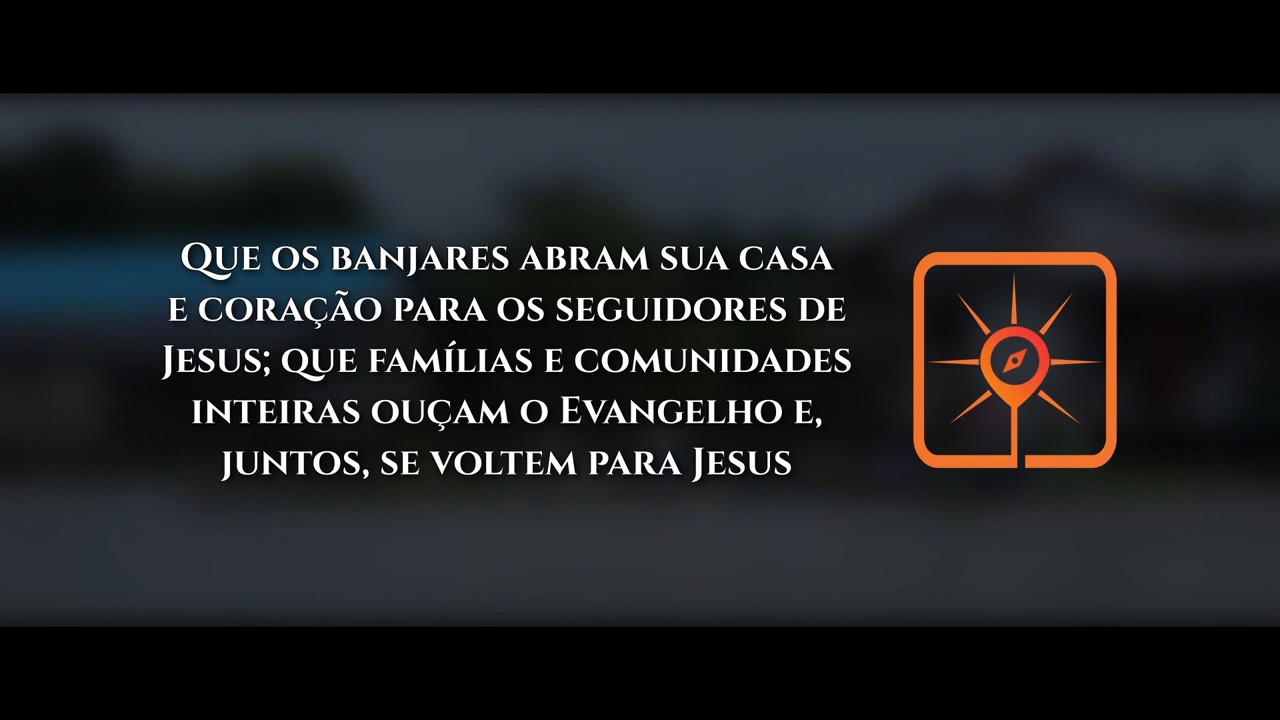 Que os banjares abram sua casa
e coração para os seguidores de
Jesus; que famílias e comunidades
inteiras ouçam o Evangelho e,
juntos, se voltem para Jesus